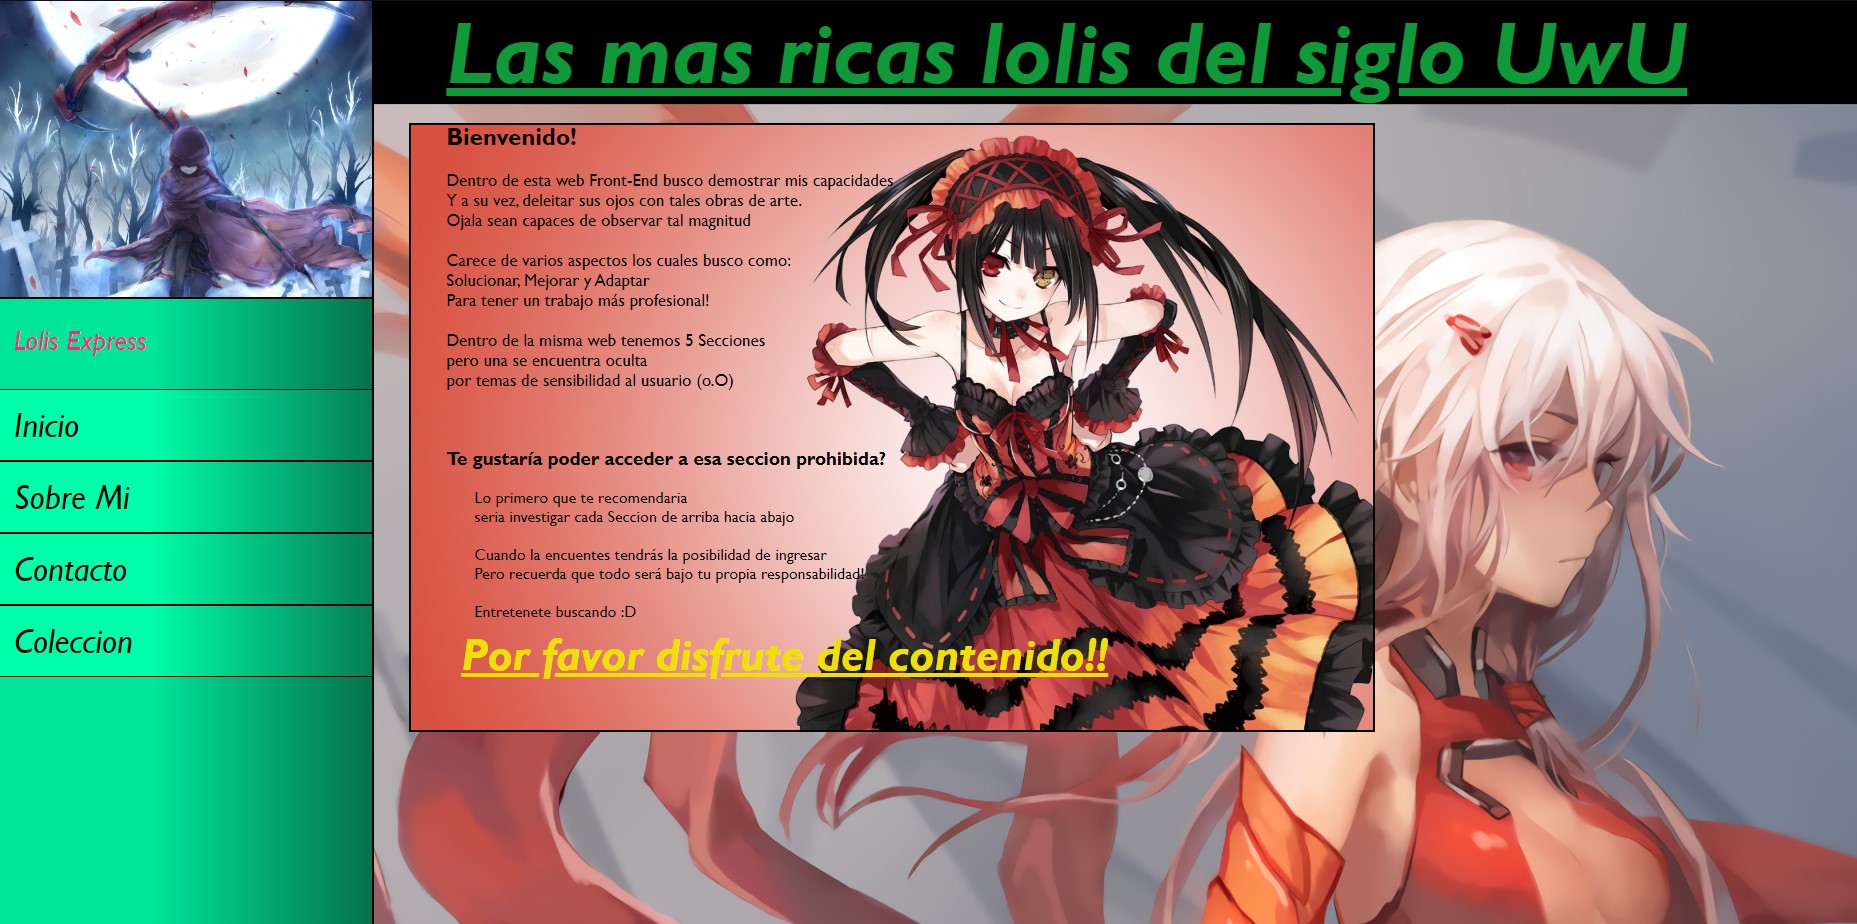 Las mas ricas lolis del siglo UwU
Lolis Express
Inicio
Sobre Mi
Contacto
Coleccion
Bienvenido!
Dentro de esta web Front-End busco demostrar mis capacidades
Y a su vez, deleitar sus ojos con tales obras de arte.
Ojala sean capaces de observar tal magnitud
Carece de varios aspectos los cuales busco como:
Solucionar, Mejorar y Adaptar
Para tener un trabajo más profesional!
Dentro de la misma web tenemos 5 Secciones
pero una se encuentra oculta
por temas de sensibilidad al usuario (o.O)
Te gustaría poder acceder a esa seccion prohibida?
Lo primero que te recomendaria
seria investigar cada Seccion de arriba hacia abajo
Cuando la encuentes tendrás la posibilidad de ingresar
Pero recuerda que todo será bajo tu propia responsabilidad!
Entretenete buscando :D
Por favor disfrute del contenido!!